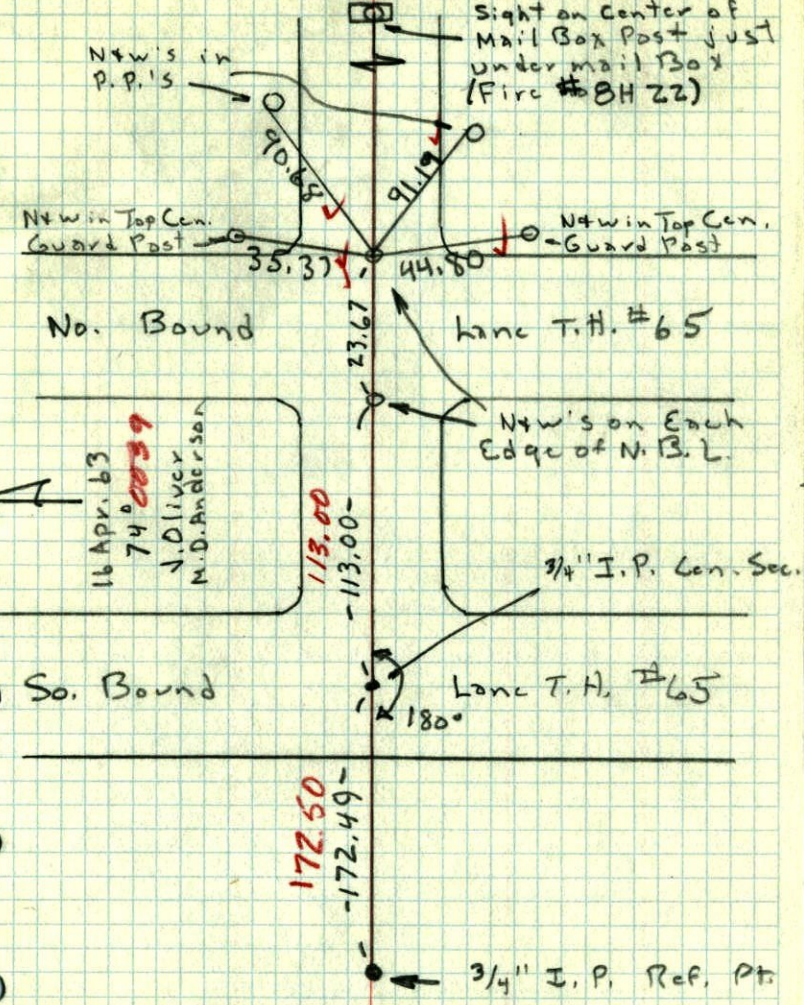 Sight on Center of
Mail Box Post just
under mail Box
(Fire # 8H 22)
N&W's in
P.P.'s
90.68
91.19
N&W in Top Cen.
Guard Post
N&W in Top Cen.
Guard Post
35.37
44.80
No. Bound
Lane T.H. #65
23.67
N&W's on Each
Edge of N.B.L.
16 Apr. 63
74° 0039
J. Oliver
M.D. Anderson
113.00
-113.00-
3/4" I.P. Cen. Sec.
So. Bound
Lane T.H. #65
180°
172.50
-172.49-
3/4" I.P. Ref. Pt.